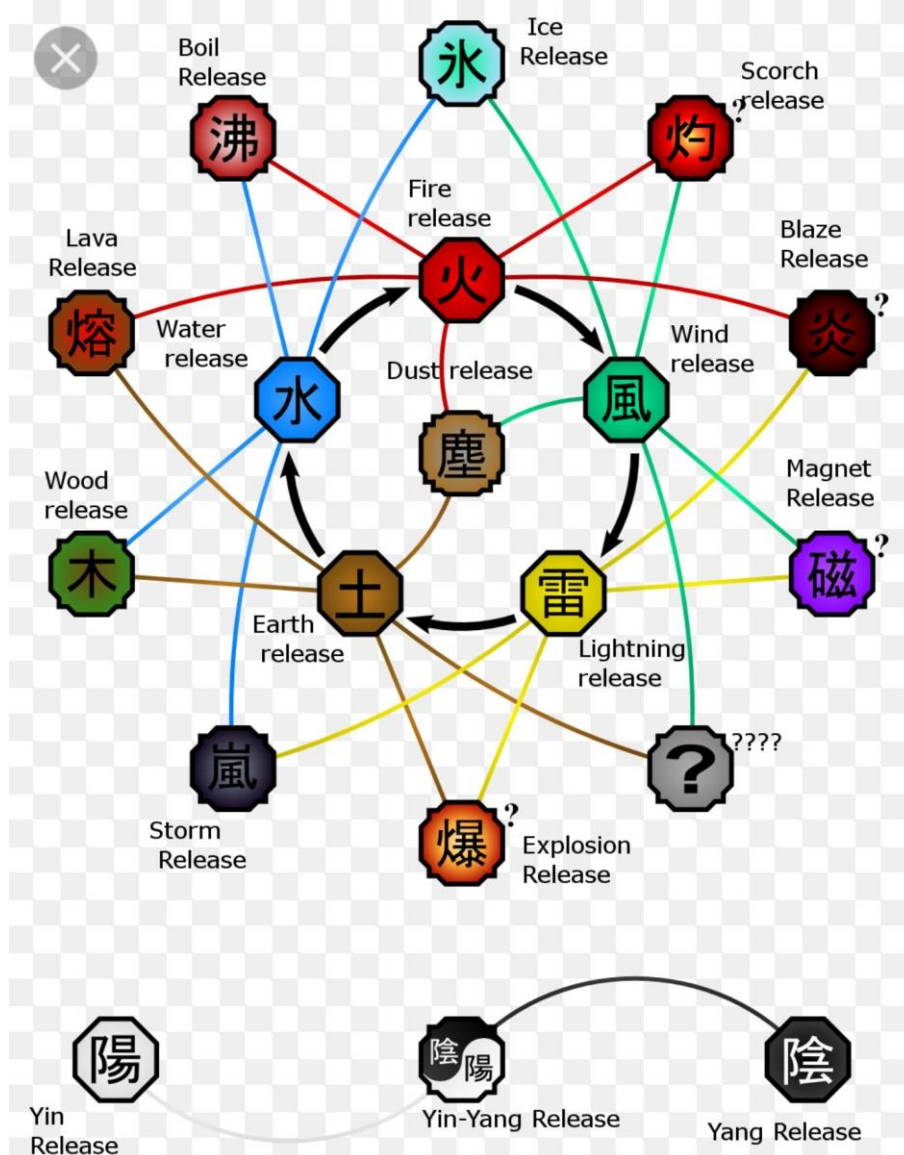 Boil
Release
沸
Ice
Release
氷
Scorch
release
灼
?
Fire
release
火
Lava
Release
熔
Water
release
水
Dust release
塵
Wind
release
風
Blaze
Release
炎
?
Wood
release
木
Magnet
Release
磁
?
Earth
release
土
雷
Lightning
release
嵐
Storm
Release
爆
?
Explosion
Release
?
????
陽
Yin
Release
陰
陽
Yin-Yang Release
陰
Yang Release